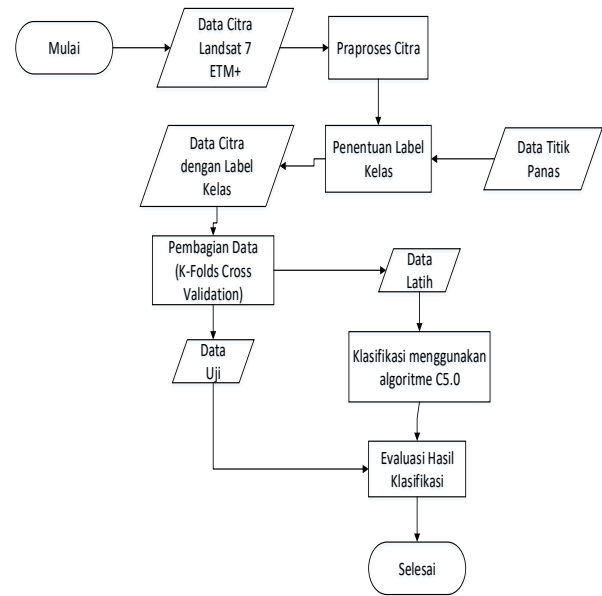 Mulai
Data Citra
Landsat 7
ETM+
Praproses Citra
Data Citra
dengan Label
Kelas
Penentuan Label
Kelas
Data Titik
Panas
Pembagian Data
(K-Folds Cross
Validation)
Data
Latih
Data
Uji
Klasifikasi menggunakan
algoritme C5.0
Evaluasi Hasil
Klasifikasi
Selesai